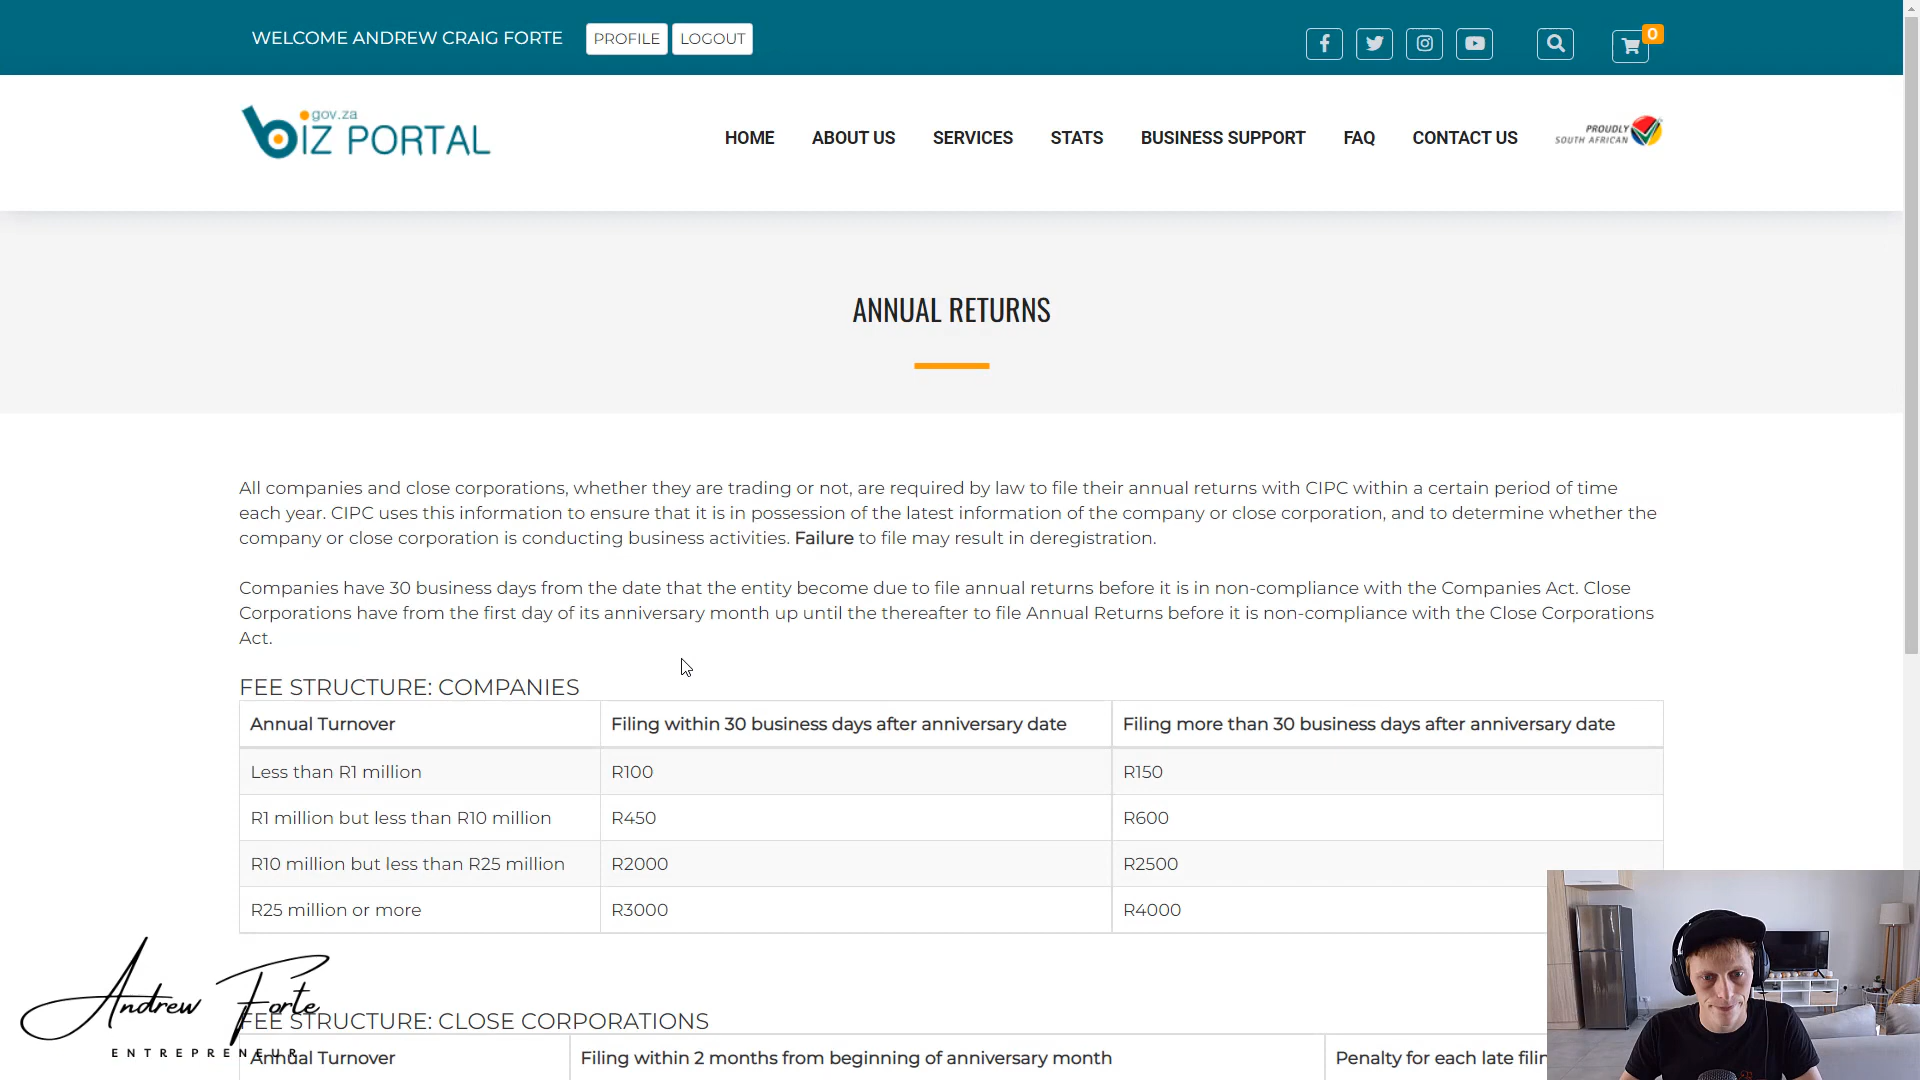 WELCOME ANDREW CRAIG FORTE PROFILE LOGOUT 0
gov.za
biz PORTAL
HOME ABOUT US SERVICES STATS BUSINESS SUPPORT FAQ CONTACT US PROUDLY SOUTH AFRICAN
ANNUAL RETURNS
All companies and close corporations, whether they are trading or not, are required by law to file their annual returns with CIPC within a certain period of time
each year. CIPC uses this information to ensure that it is in possession of the latest information of the company or close corporation, and to determine whether the
company or close corporation is conducting business activities. Failure to file may result in deregistration.
Companies have 30 business days from the date that the entity become due to file annual returns before it is in non-compliance with the Companies Act. Close
Corporations have from the first day of its anniversary month up until the thereafter to file Annual Returns before it is non-compliance with the Close Corporations
Act.
FEE STRUCTURE: COMPANIES
Annual Turnover Filing within 30 business days after anniversary date Filing more than 30 business days after anniversary date
Less than R1 million R100 R150
R1 million but less than R10 million R450 R600
R10 million but less than R25 million R2000 R2500
R25 million or more R3000 R4000
Andrew Forte
ENTREPRENEUR
FEE STRUCTURE: CLOSE CORPORATIONS
Annual Turnover Filing within 2 months from beginning of anniversary month Penalty for each late